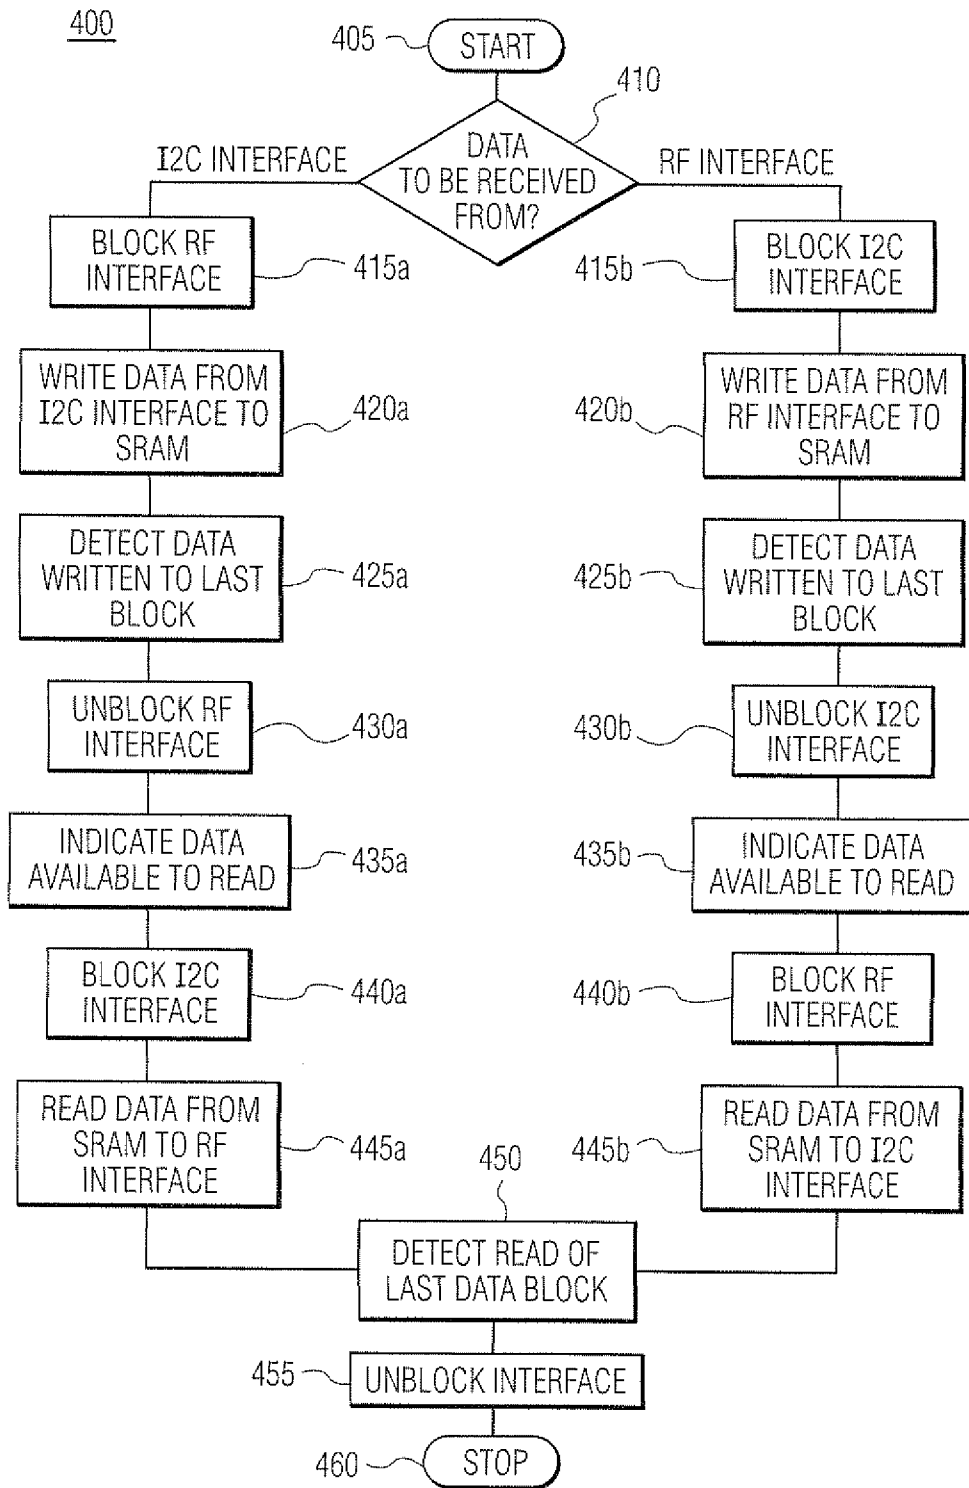 400
405
START
410
DATA
TO BE RECEIVED
FROM?
I2C INTERFACE
RF INTERFACE
BLOCK RF
INTERFACE
415a
415b
BLOCK I2C
INTERFACE
WRITE DATA FROM
I2C INTERFACE TO
SRAM
420a
420b
WRITE DATA FROM
RF INTERFACE TO
SRAM
DETECT DATA
WRITTEN TO LAST
BLOCK
425a
425b
DETECT DATA
WRITTEN TO LAST
BLOCK
UNBLOCK RF
INTERFACE
430a
430b
UNBLOCK I2C
INTERFACE
INDICATE DATA
AVAILABLE TO READ
435a
435b
INDICATE DATA
AVAILABLE TO READ
BLOCK I2C
INTERFACE
440a
440b
BLOCK RF
INTERFACE
READ DATA FROM
SRAM TO RF
INTERFACE
445a
445b
READ DATA FROM
SRAM TO I2C
INTERFACE
450
DETECT READ OF
LAST DATA BLOCK
455
UNBLOCK INTERFACE
460
STOP